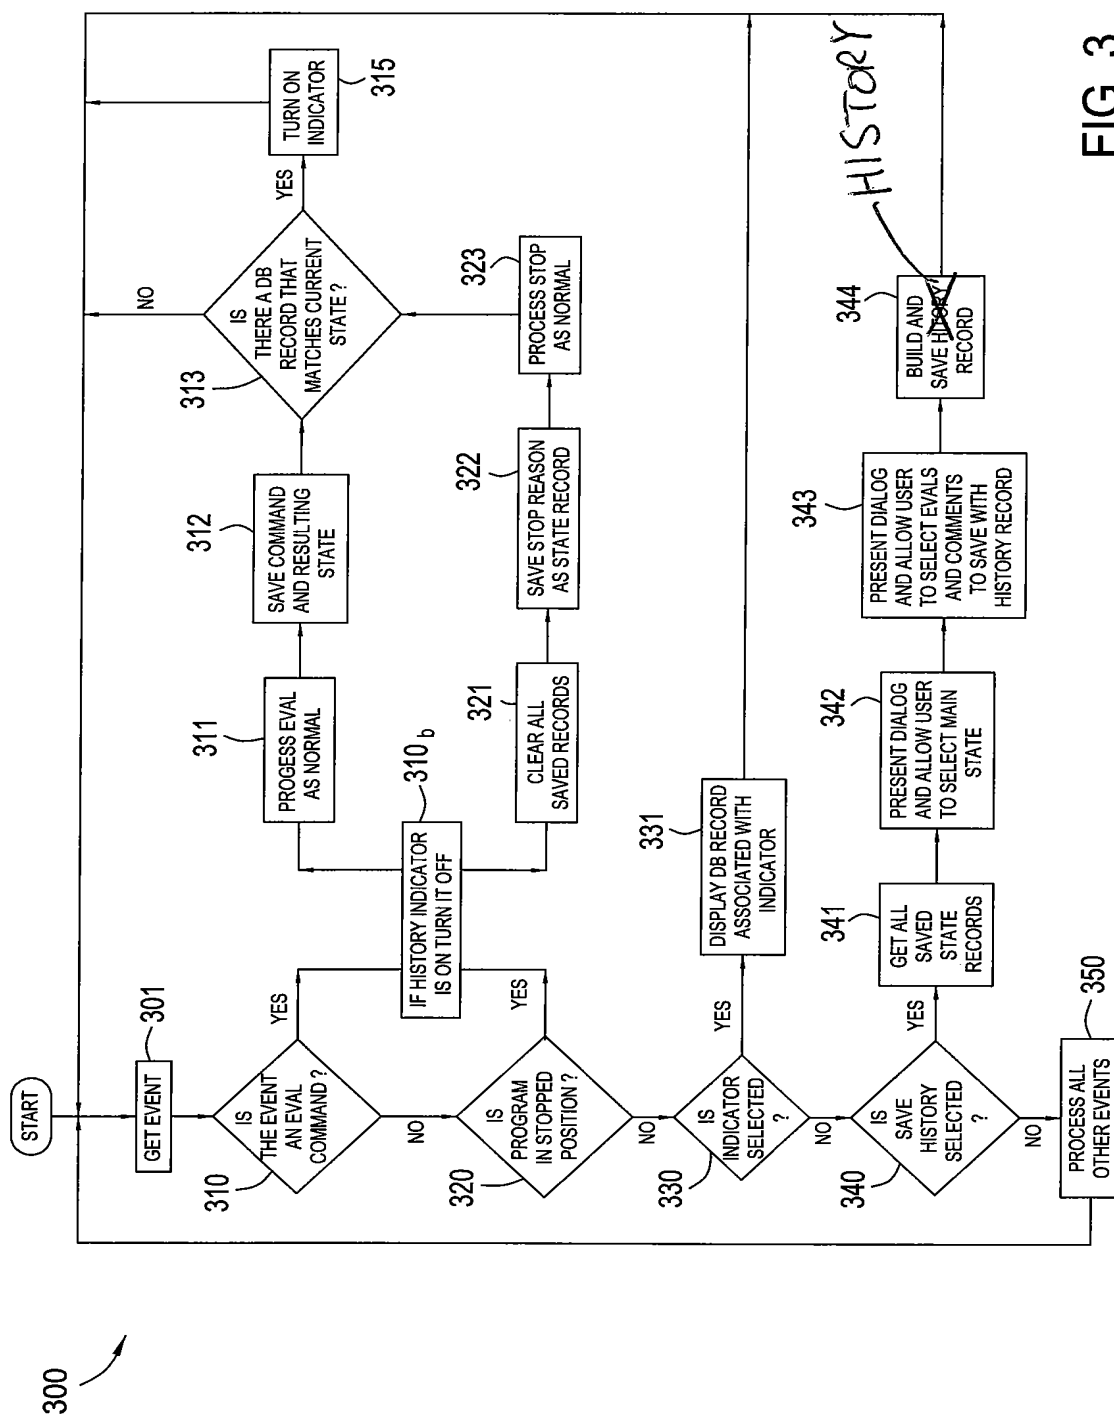 300
START
GET EVENT
301
IS
THE EVENT
AN EVAL
COMMAND ?
310
YES
NO
IF HISTORY INDICATOR
IS ON TURN IT OFF
310 b
PROGESS EVAL
AS NORMAL
311
SAVE COMMAND
AND RESULTING
STATE
312
IS
THERE A DB
RECORD THAT
MATCHES CURRENT
STATE ?
313
NO
YES
TURN ON
INDICATOR
315
IS
PROGRAM
IN STOPPED
POSITION ?
320
YES
NO
CLEAR ALL
SAVED RECORDS
321
SAVE STOP REASON
AS STATE RECORD
322
PROCESS STOP
AS NORMAL
323
IS
INDICATOR
SELECTED
?
330
YES
NO
DISPLAY DB RECORD
ASSOCIATED WITH
INDICATOR
331
IS
SAVE
HISTORY
SELECTED
?
340
YES
NO
GET ALL
SAVED
STATE
RECORDS
341
PRESENT DIALOG
AND ALLOW USER
TO SELECT MAIN
STATE
342
PRESENT DIALOG
AND ALLOW USER
TO SELECT EVALS
AND COMMENTS
TO SAVE WITH
HISTORY RECORD
343
BUILD AND
SAVE HITORY
RECORD
344
HISTORY
PROCESS ALL
OTHER EVENTS
350
FIG. 3